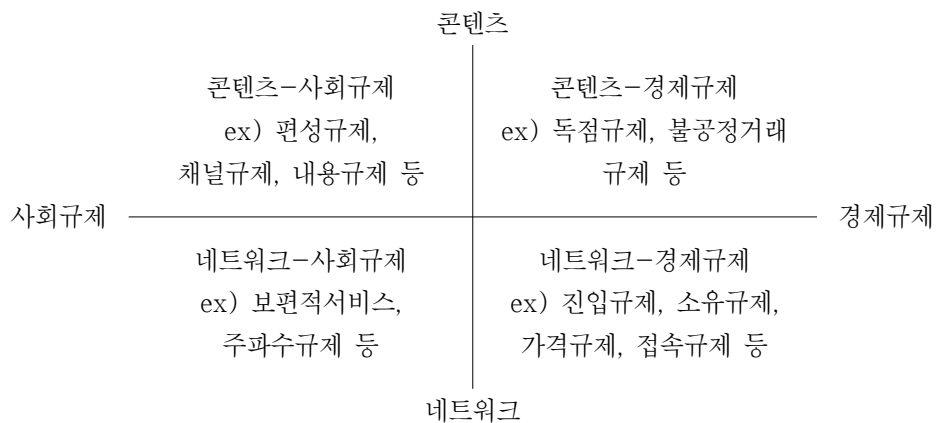 콘텐츠
콘텐츠-사회규제
ex) 편성규제,
채널규제, 내용규제 등
콘텐츠-경제규제
ex) 독점규제, 불공정거래
규제 등
사회규제
경제규제
네트워크-사회규제
ex) 보편적서비스,
주파수규제 등
네트워크-경제규제
ex) 진입규제, 소유규제,
가격규제, 접속규제 등
네트워크